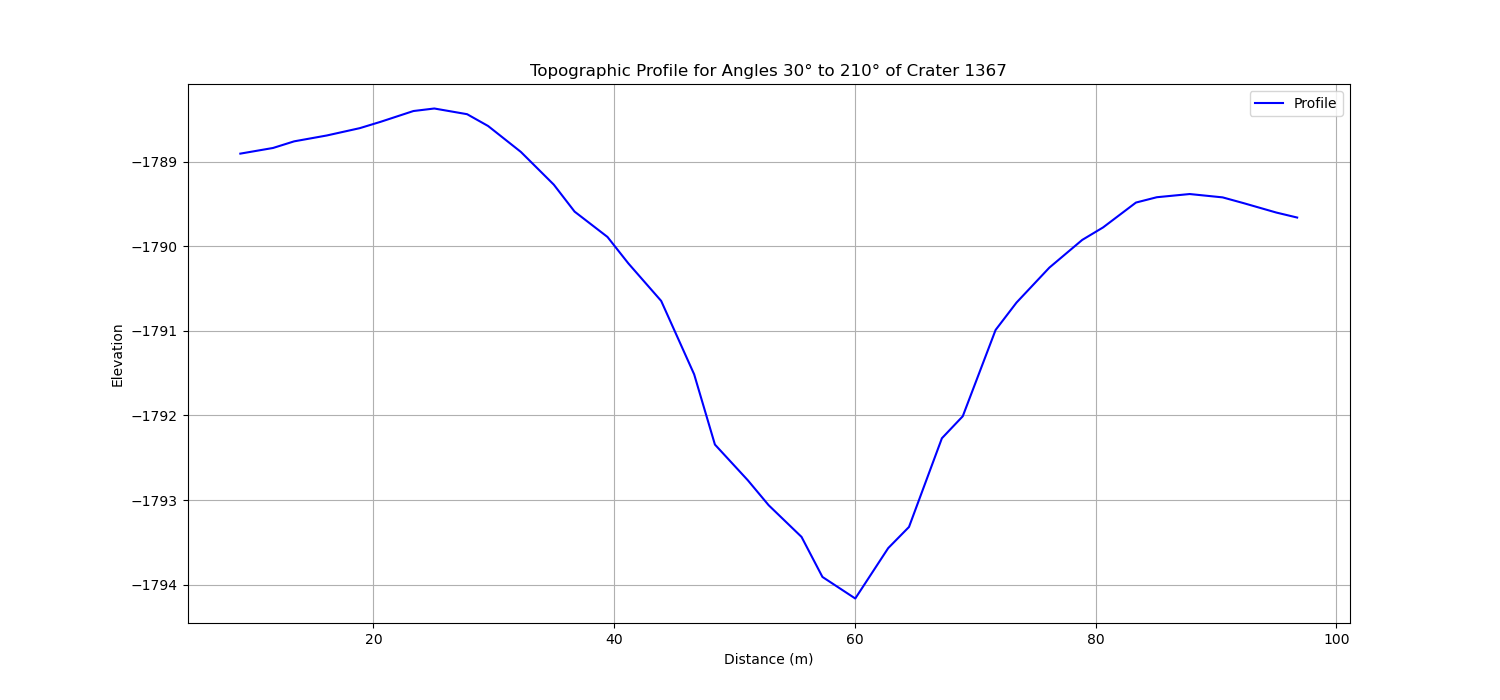 Topographic Profile for Angles 30° to 210° of Crater 1367
Profile
−1789
−1790
−1791
−1792
−1793
−1794
Elevation
20
40
60
80
100
Distance (m)